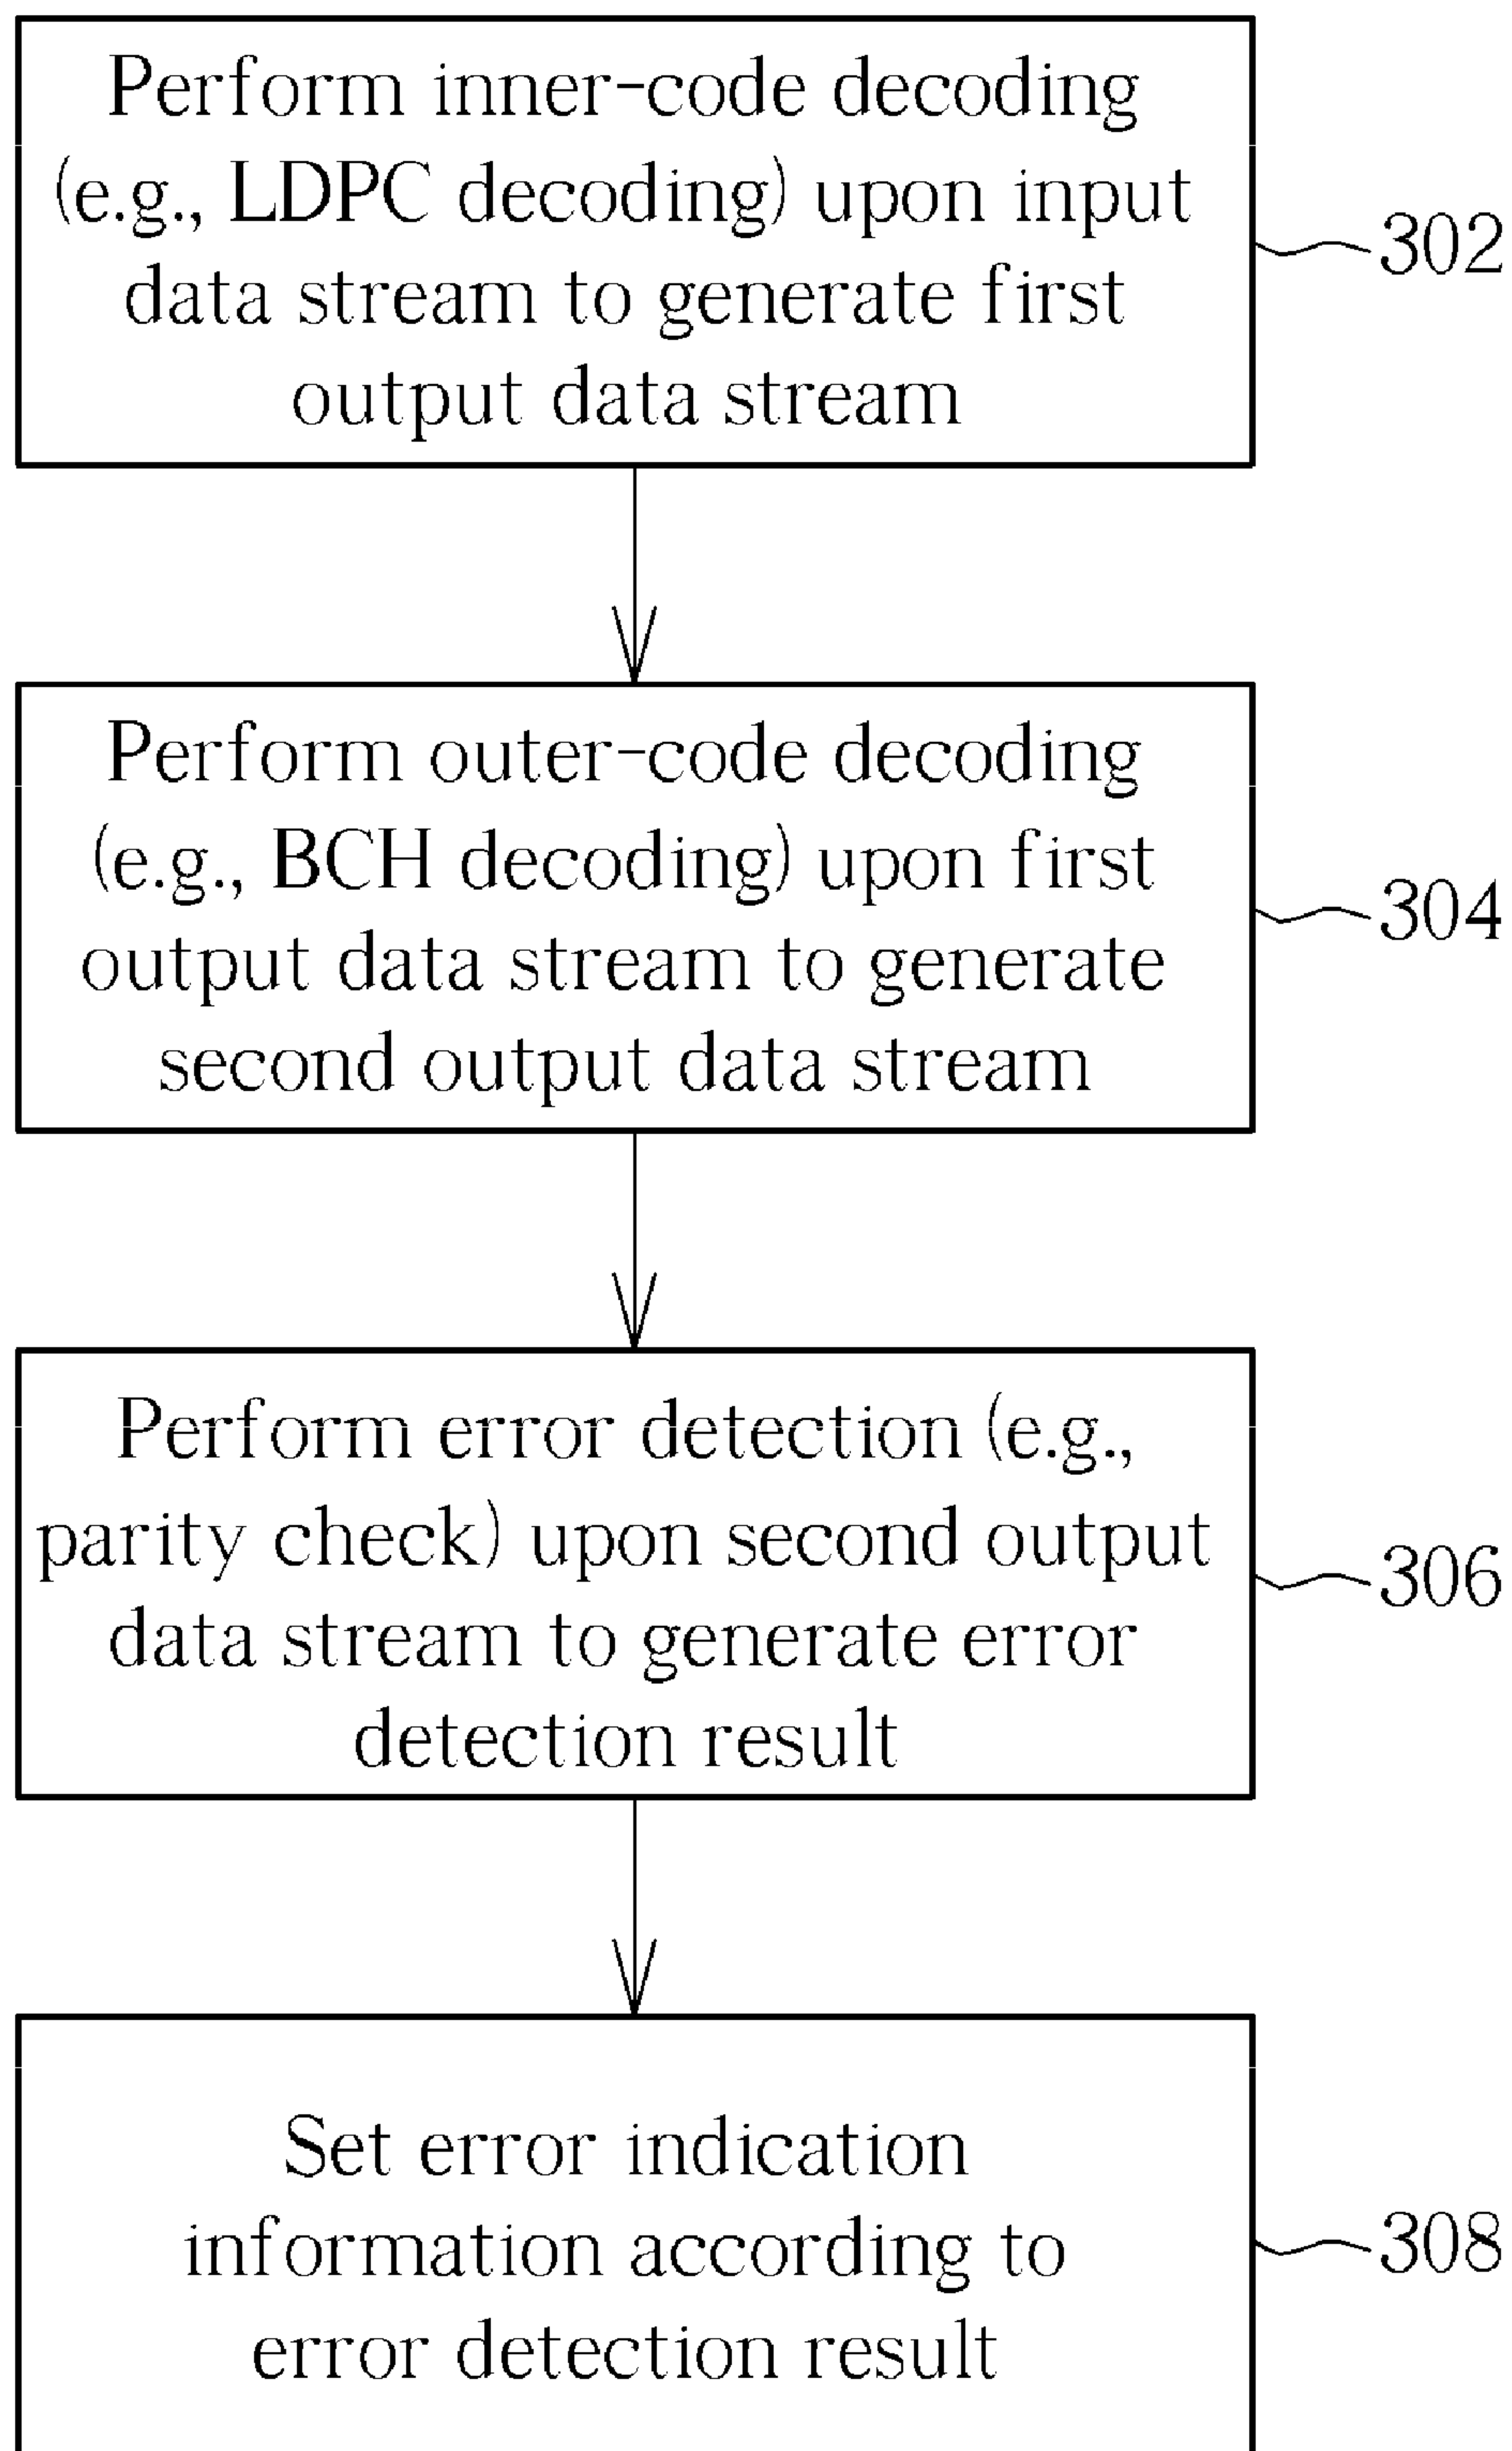 Perform inner-code decoding
(e.g., LDPC decoding) upon input
data stream to generate first
output data stream
302
Perform outer-code decoding
(e.g., BCH decoding) upon first
output data stream to generate
second output data stream
304
Perform error detection (e.g.,
parity check) upon second output
data stream to generate error
detection result
306
Set error indication
information according to
error detection result
308